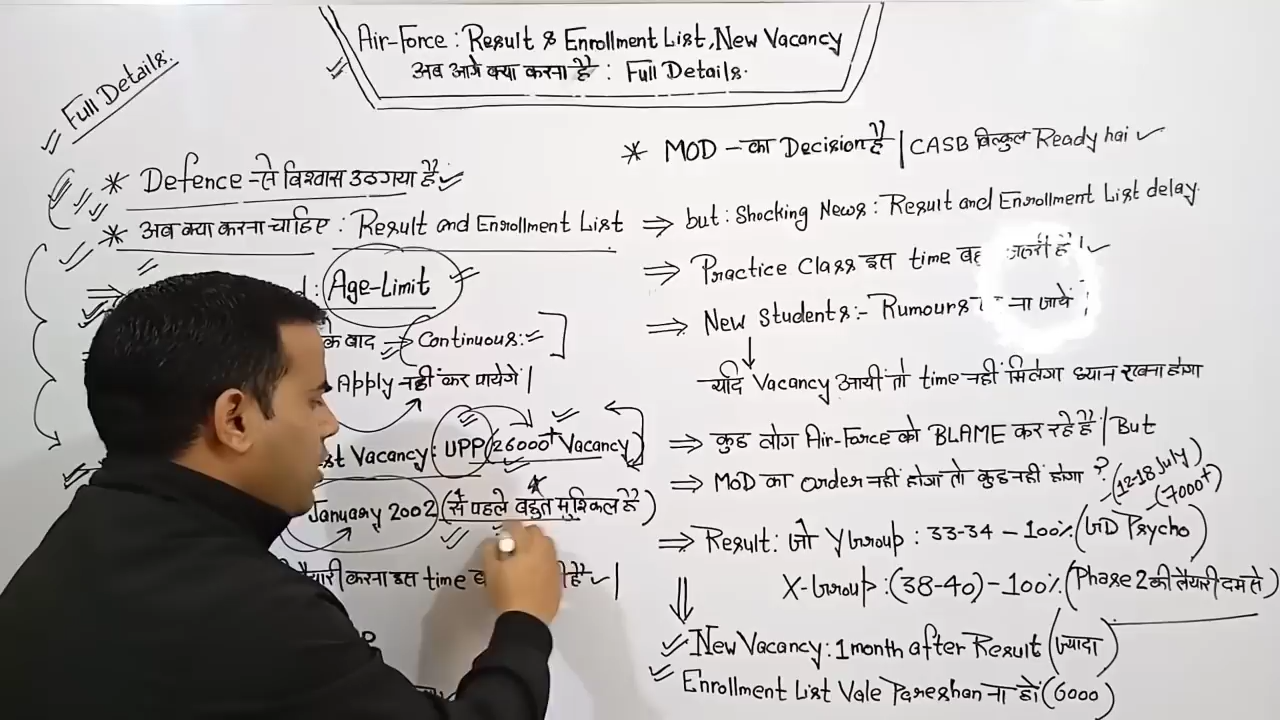 Air-Force : Result & Enrollment List, New Vacancy
अब आगे क्या करना है : Full Details.
Full Details.
* Defence से विश्वास उठ गया है
* अब क्या करना चाहिए : Result and Enrollment List
: Age-Limit
के बाद → Continuous:-
Apply नहीं कर पायेगें |
st Vacancy: UPP (26000+ Vacancy)
January 2002 (से पहले बहुत मुश्किल है)
तैयारी करना इस time है |
* MOD - का Decision है | CASB बिल्कुल Ready hai
⇒ but : Shocking News : Result and Enrollment List delay.
⇒ Practice Class इस time जरूरी है |
⇒ New Students:- Rumours ना जाये
↓
यदि Vacancy आयी तो time नहीं मिलेगा ध्यान रखना होगा
⇒ कुछ लोग Air-Force को BLAME कर रहे है | But
⇒ MOD का order नहीं होगा तो कुछ नहीं होगा ?
(12-18 July)
(7000+)
⇒ Result: जो Y Group : 33-34 - 100% (GD Psycho)
X-Group : (38-40) - 100% (Phase 2 की तैयारी दम से)
⇓
New Vacancy: 1 month after Result (ज्यादा)
Enrollment List Vale Pareshan ना हों (6000)